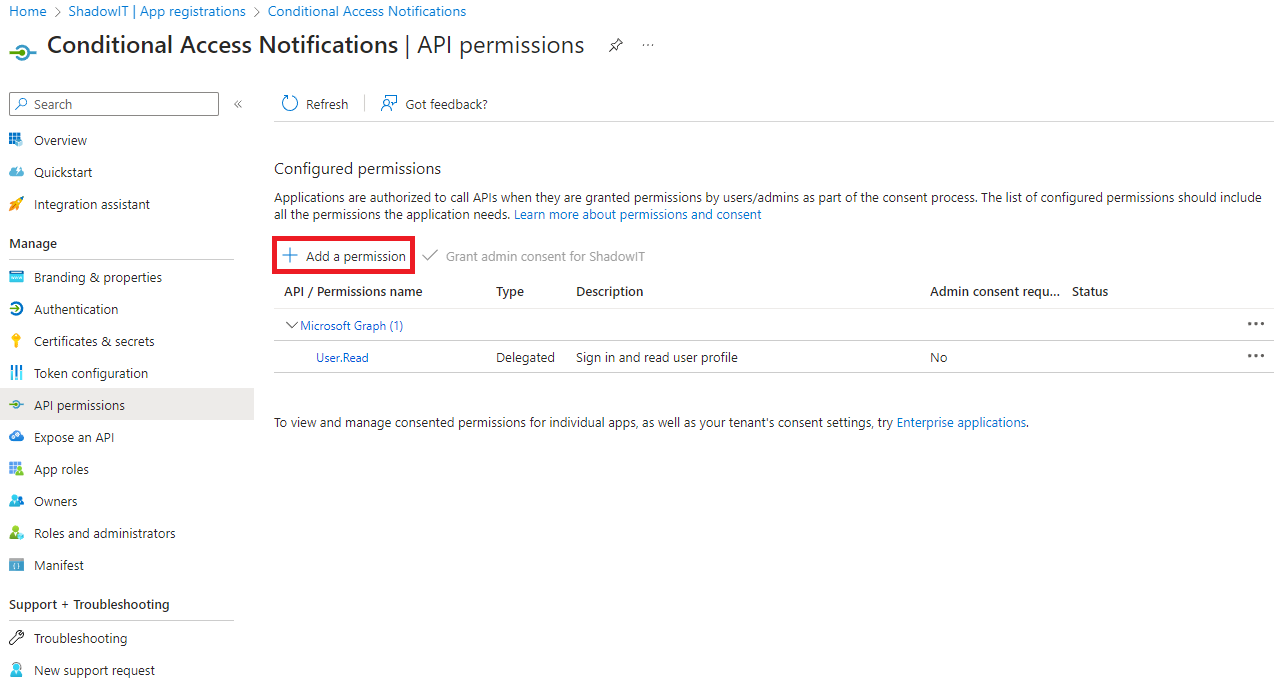 Home > ShadowIT | App registrations > Conditional Access Notifications
Conditional Access Notifications | API permissions
Search
Refresh
Got feedback?
Overview
Quickstart
Integration assistant
Manage
Branding & properties
Authentication
Certificates & secrets
Token configuration
API permissions
Expose an API
App roles
Owners
Roles and administrators
Manifest
Support + Troubleshooting
Troubleshooting
New support request
Configured permissions
Applications are authorized to call APIs when they are granted permissions by users/admins as part of the consent process. The list of configured permissions should include
all the permissions the application needs. Learn more about permissions and consent
Add a permission Grant admin consent for ShadowIT
API / Permissions name Type Description Admin consent requ... Status
Microsoft Graph (1)
User.Read Delegated Sign in and read user profile No
To view and manage consented permissions for individual apps, as well as your tenant's consent settings, try Enterprise applications.